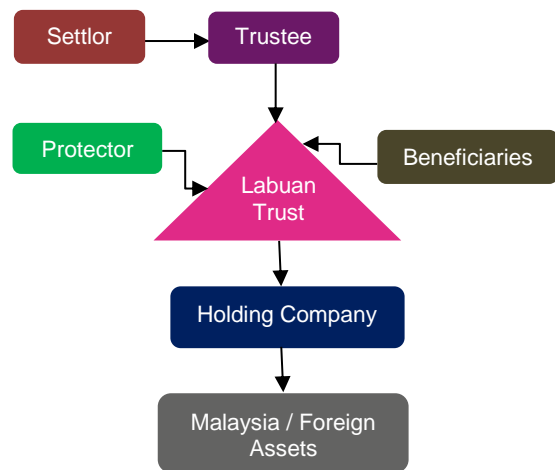 Settlor
Trustee
Protector
Beneficiaries
Labuan
Trust
Holding Company
Malaysia / Foreign
Assets